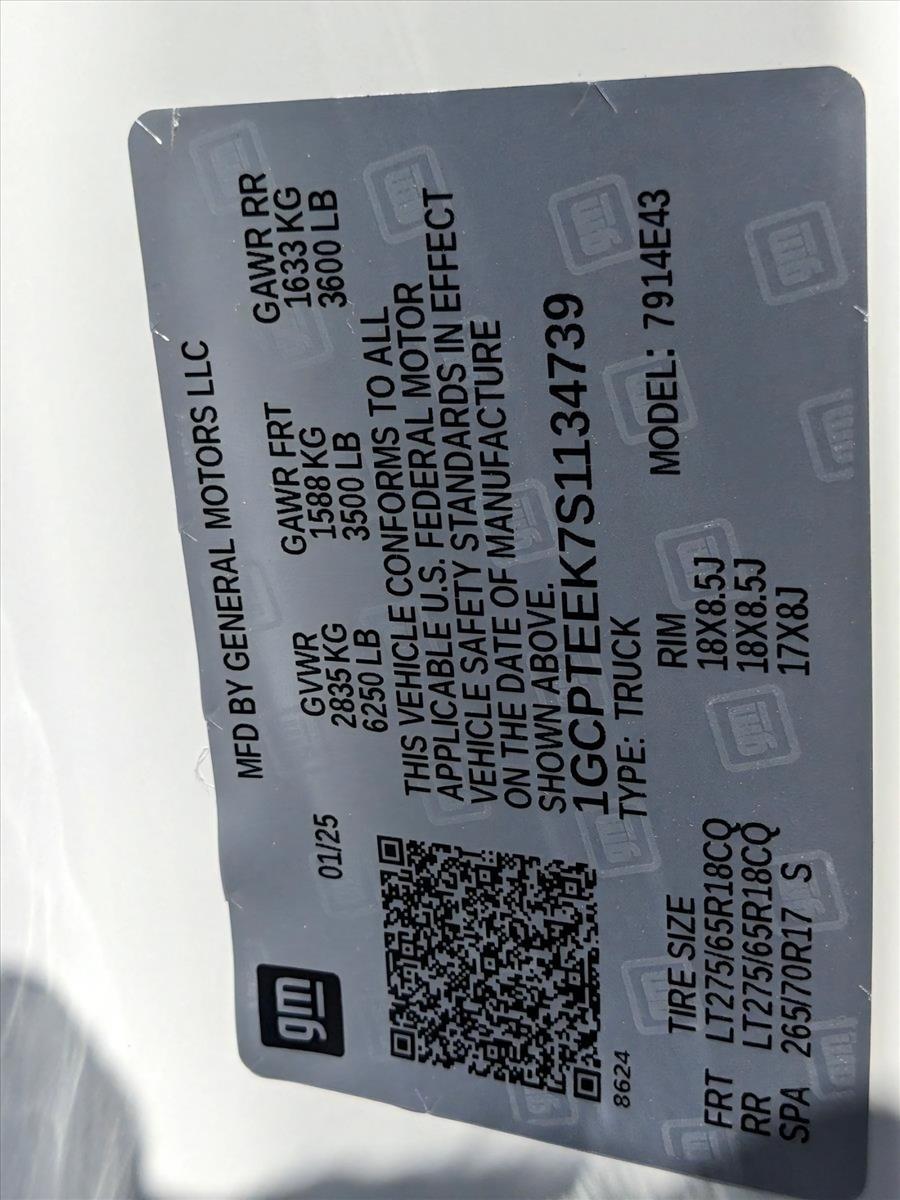 gm
MFD BY GENERAL MOTORS LLC
01/25
GVWR GAWR FRT GAWR RR
2835 KG 1588 KG 1633 KG
6250 LB 3500 LB 3600 LB
THIS VEHICLE CONFORMS TO ALL
APPLICABLE U.S. FEDERAL MOTOR
VEHICLE SAFETY STANDARDS IN EFFECT
ON THE DATE OF MANUFACTURE
SHOWN ABOVE.
1GCPTEEK7S1134739
TYPE: TRUCK MODEL: 7914E43
8624
TIRE SIZE RIM
FRT LT275/65R18CQ 18X8.5J
RR LT275/65R18CQ 18X8.5J
SPA 265/70R17 S 17X8J